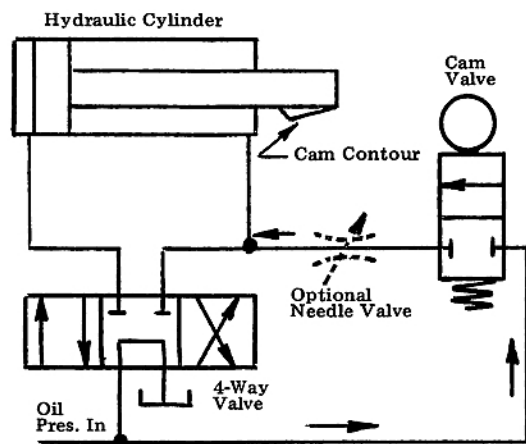 Hydraulic Cylinder
Cam
Valve
Cam Contour
Optional
Needle Valve
4-Way
Valve
Oil
Pres. In